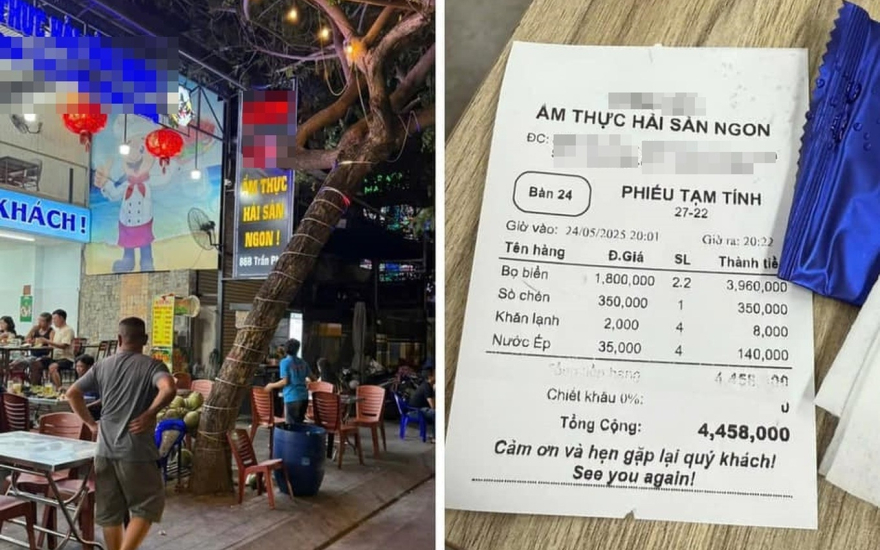 KHÁCH !
ẨM THỰC
HẢI SẢN
NGON !
86B Trần Ph
ẨM THỰC HẢI SẢN NGON
ĐC:
Bàn 24
PHIẾU TẠM TÍNH
27-22
Giờ vào: 24/05/2025 20:01 Giờ ra: 20:22
Tên hàng Đ.Giá SL Thành tiề
Bọ biển 1,800,000 2.2 3,960,000
Sò chén 350,000 1 350,000
Khăn lạnh 2,000 4 8,000
Nước Ép 35,000 4 140,000
Chiết khấu 0%: 0
Tổng Cộng: 4,458,000
Cảm ơn và hẹn gặp lại quý khách!
See you again!